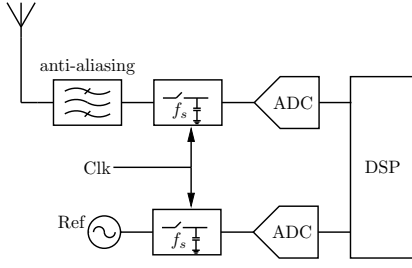 anti-aliasing
f_s
ADC
Clk
DSP
Ref
f_s
ADC